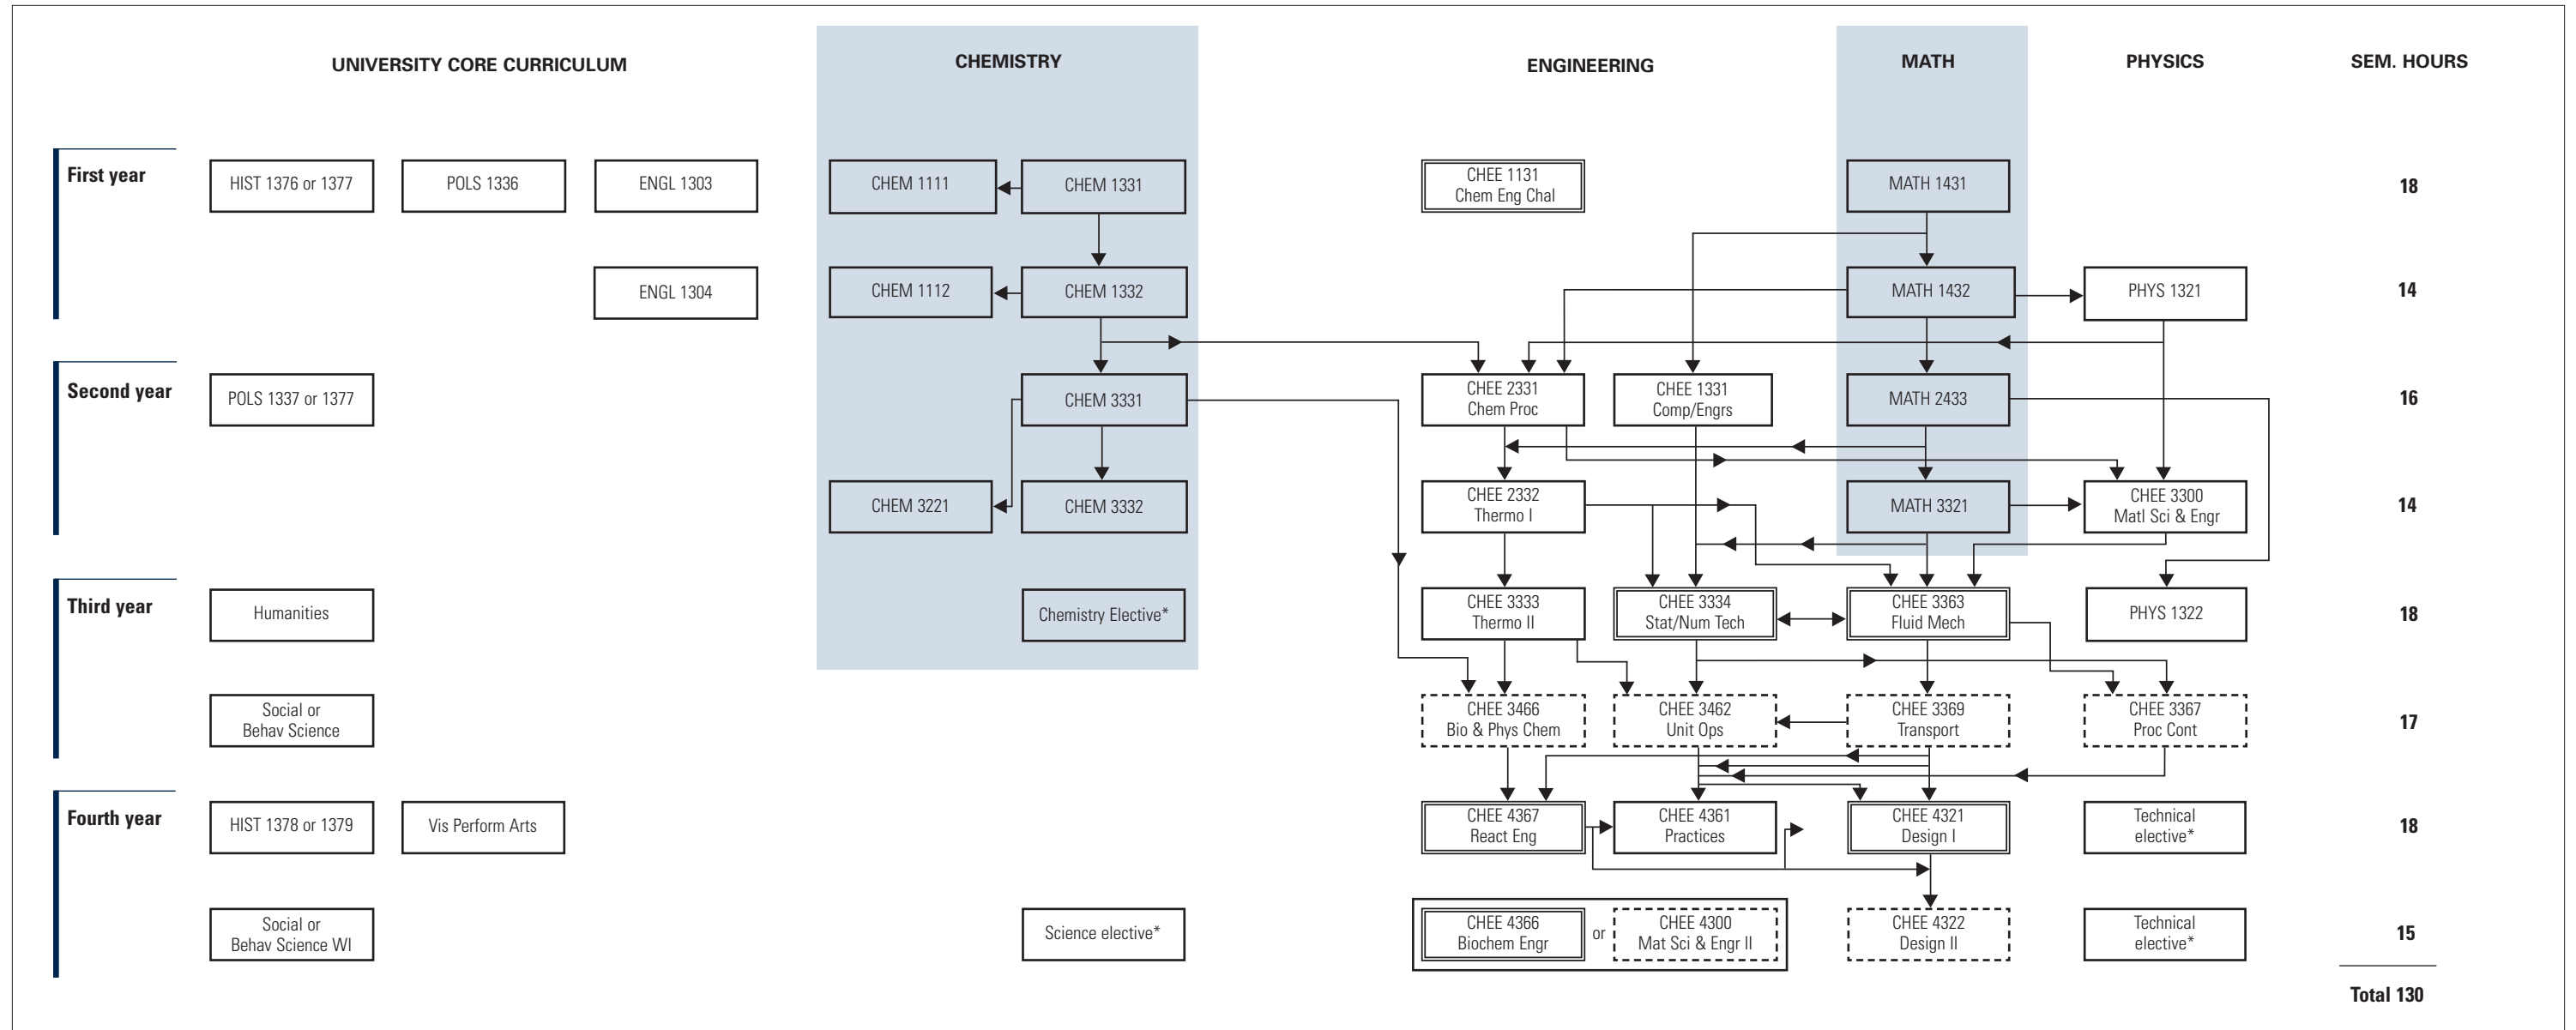 UNIVERSITY CORE CURRICULUM
CHEMISTRY
ENGINEERING
MATH
PHYSICS
SEM. HOURS
First year
HIST 1376 or 1377
POLS 1336
ENGL 1303
CHEM 1111
CHEM 1331
CHEE 1131
Chem Eng Chal
MATH 1431
18
ENGL 1304
CHEM 1112
CHEM 1332
MATH 1432
PHYS 1321
14
Second year
POLS 1337 or 1377
CHEM 3331
CHEE 2331
Chem Proc
CHEE 1331
Comp/Engrs
MATH 2433
16
CHEM 3221
CHEM 3332
CHEE 2332
Thermo I
MATH 3321
CHEE 3300
Matl Sci & Engr
14
Third year
Humanities
Chemistry Elective*
CHEE 3333
Thermo II
CHEE 3334
Stat/Num Tech
CHEE 3363
Fluid Mech
PHYS 1322
18
Social or
Behav Science
CHEE 3466
Bio & Phys Chem
CHEE 3462
Unit Ops
CHEE 3369
Transport
CHEE 3367
Proc Cont
17
Fourth year
HIST 1378 or 1379
Vis Perform Arts
CHEE 4367
React Eng
CHEE 4361
Practices
CHEE 4321
Design I
Technical
elective*
18
Social or
Behav Science WI
Science elective*
CHEE 4366
Biochem Engr
or
CHEE 4300
Mat Sci & Engr II
CHEE 4322
Design II
Technical
elective*
15
Total 130